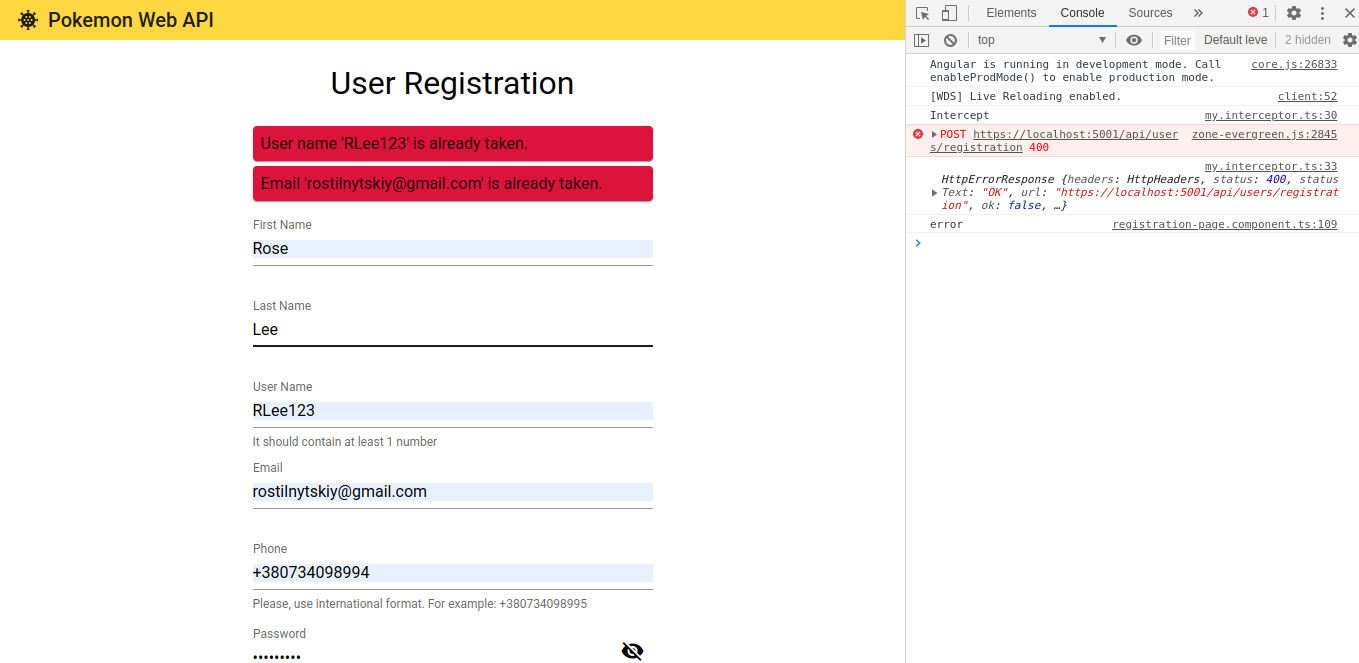 Pokemon Web API
User Registration
User name 'RLee123' is already taken.
Email 'rostilnytskiy@gmail.com' is already taken.
First Name
Rose
Last Name
Lee
User Name
RLee123
It should contain at least 1 number
Email
rostilnytskiy@gmail.com
Phone
+380734098994
Please, use international format. For example: +380734098995
Password
•••••••••
Elements Console Sources » 1
top ▼ Filter Default leve 2 hidden
Angular is running in development mode. Call core.js:26833
enableProdMode() to enable production mode.
[WDS] Live Reloading enabled. client:52
Intercept my.interceptor.ts:30
▶POST https://localhost:5001/api/user zone-evergreen.js:2845
s/registration 400
my.interceptor.ts:33
HttpErrorResponse {headers: HttpHeaders, status: 400, status
▶Text: "OK", url: "https://localhost:5001/api/users/registrat
ion", ok: false, …}
error registration-page.component.ts:109